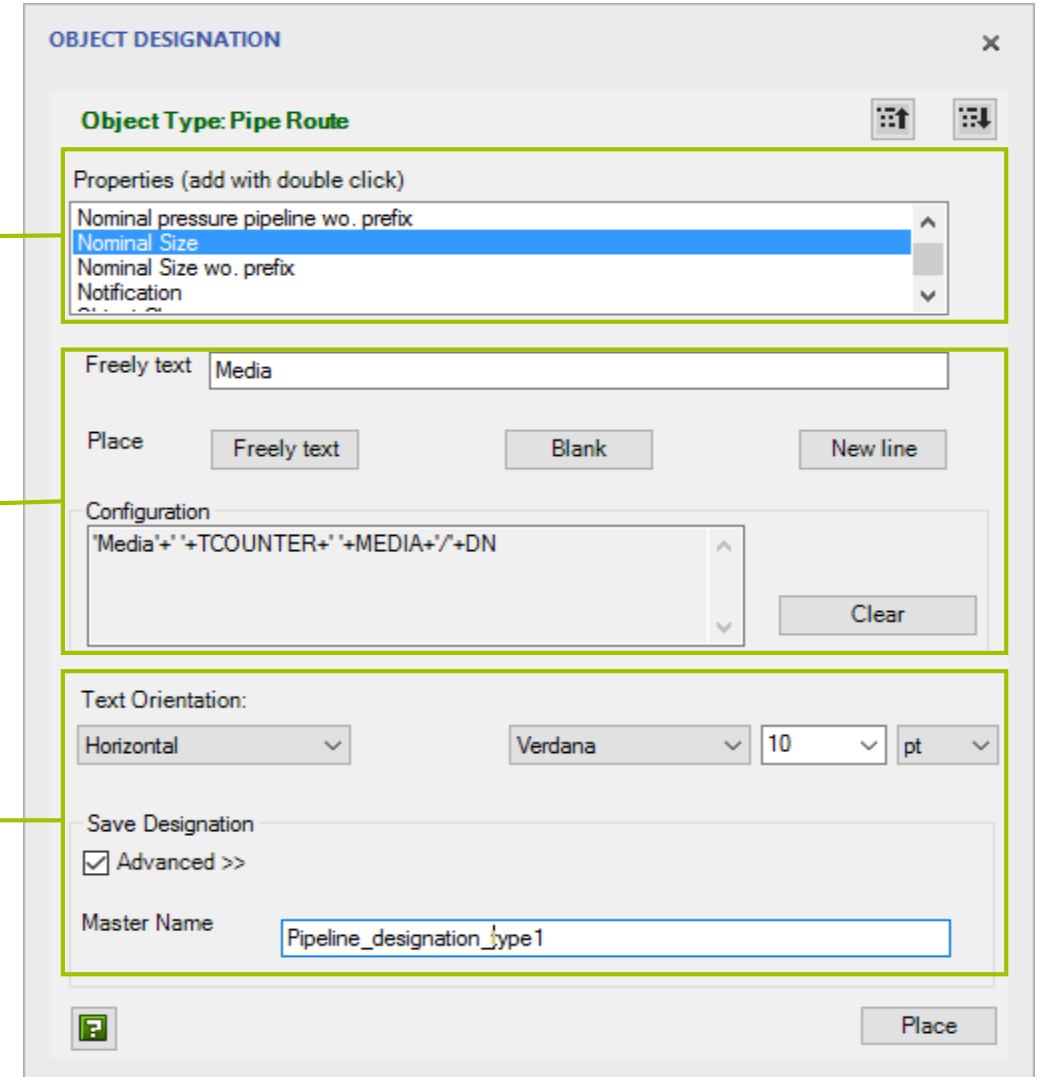 OBJECT DESIGNATION
Object Type: Pipe Route
Properties (add with double click)
Nominal pressure pipeline wo. prefix
Nominal Size
Nominal Size wo. prefix
Notification
Freely text Media
Place Freely text Blank New line
Configuration
'Media'+' '+TCOUNTER+' '+MEDIA+'/'+DN
Clear
Text Orientation:
Horizontal Verdana 10 pt
Save Designation
Advanced >>
Master Name Pipeline_designation_type1
Place